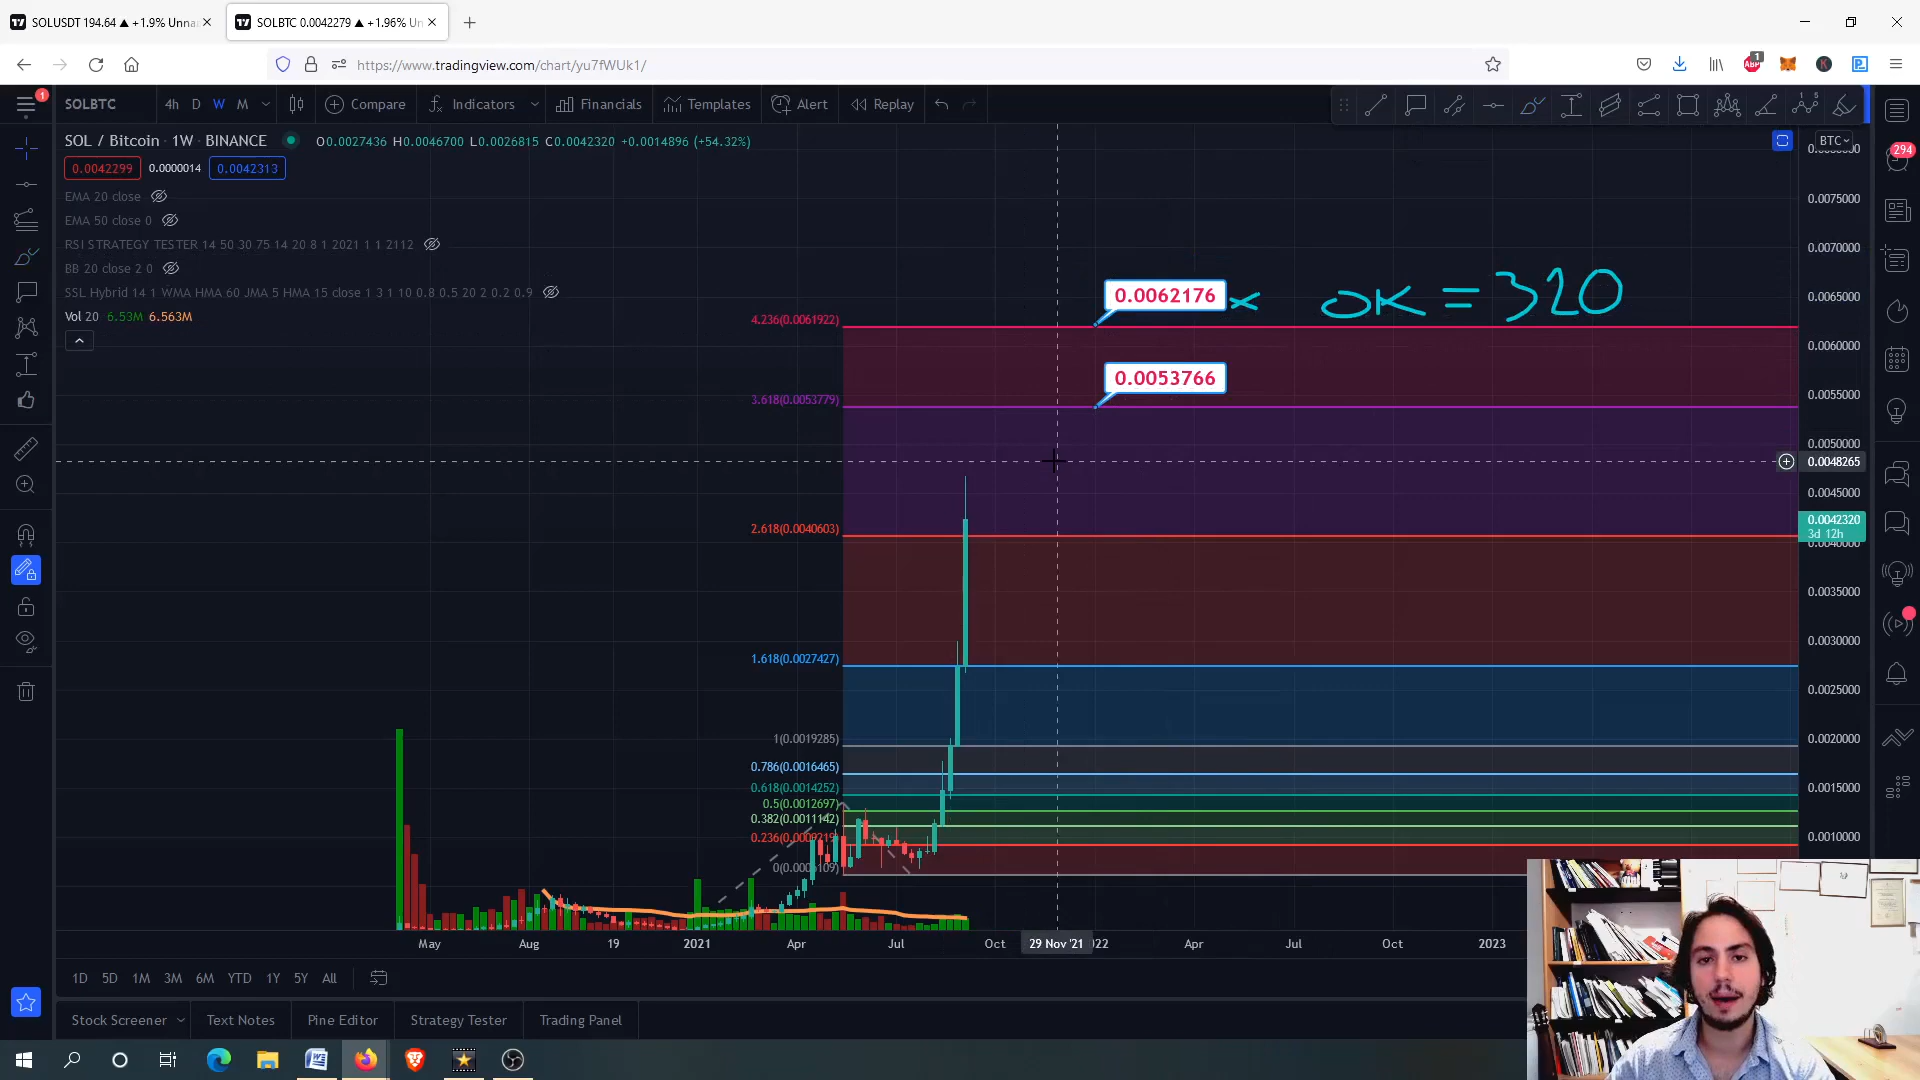 SOLUSDT 194.64 ▲ +1.9% Unna
SOLBTC 0.0042279 ▲ +1.96% Un
https://www.tradingview.com/chart/yu7fWUk1/
1
1
SOLBTC 4h D W M Compare Indicators Financials Templates Alert Replay
SOL / Bitcoin · 1W · BINANCE O0.0027436 H0.0046700 L0.0026815 C0.0042320 +0.0014896 (+54.32%)
BTC
0.0042299 0.0000014 0.0042313
294
EMA 20 close
EMA 50 close 0
RSI STRATEGY TESTER 14 50 30 75 14 20 8 1 2021 1 1 2112
BB 20 close 2 0
SSL Hybrid 14 1 WMA HMA 60 JMA 5 HMA 15 close 1 3 1 10 0.8 0.5 20 2 0.2 0.9
Vol 20 6.53M 6.563M
0.0062176 x OK = 320
0.0053766
4.236(0.0061922)
3.618(0.0053779)
2.618(0.0040603)
1.618(0.0027427)
1(0.0019285)
0.786(0.0016465)
0.618(0.0014252)
0.5(0.0012697)
0.382(0.0011142)
0.0075000
0.0070000
0.0065000
0.0060000
0.0055000
0.0050000
0.0048265
0.0045000
0.0042320
3d 12h
0.0040000
0.0035000
0.0030000
0.0025000
0.0020000
0.0015000
0.0010000
May Aug 19 2021 Apr Jul Oct 29 Nov '21 Apr Jul Oct 2023
1D 5D 1M 3M 6M YTD 1Y 5Y All
Stock Screener Text Notes Pine Editor Strategy Tester Trading Panel